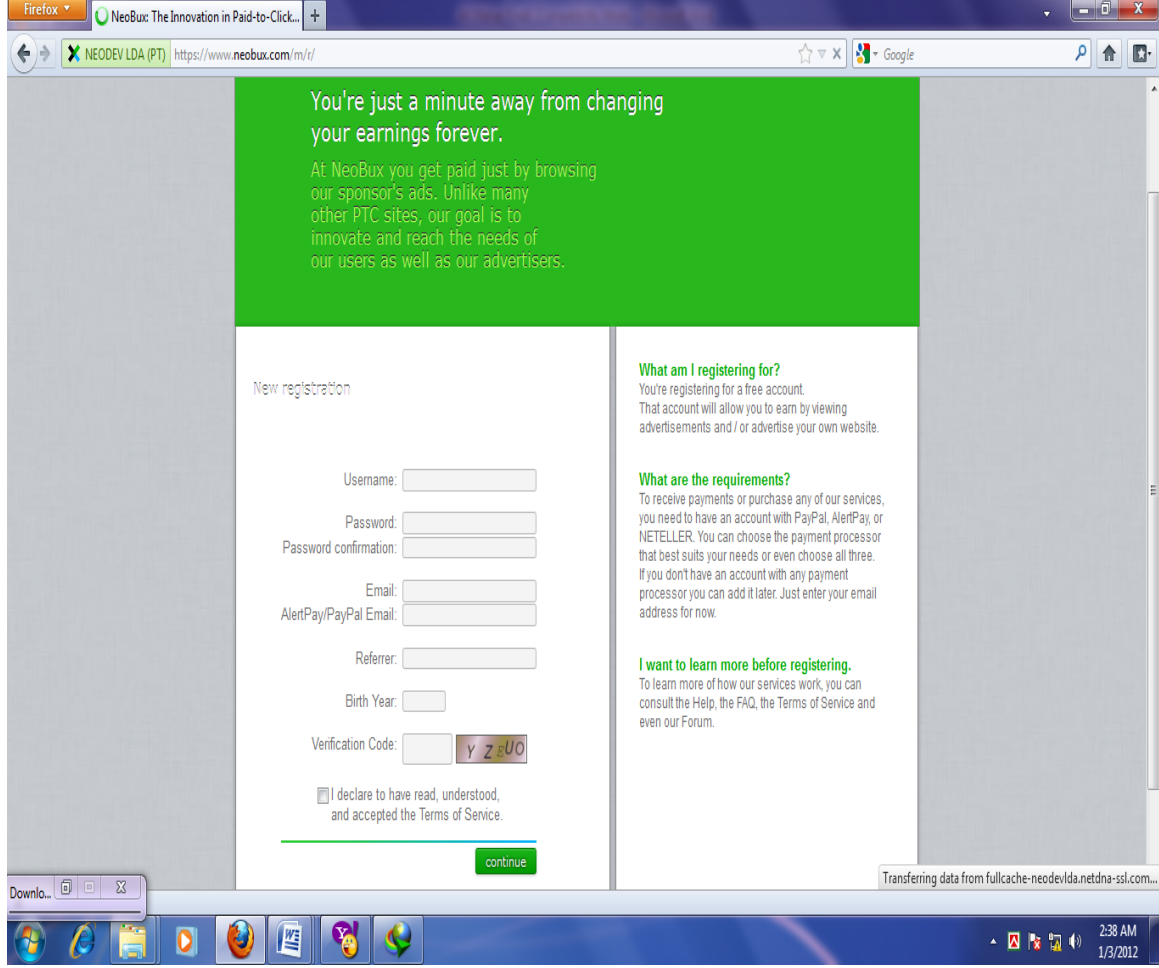 Firefox
NeoBux: The Innovation in Paid-to-Click...
NEODEV LDA (PT) https://www.neobux.com/m/r/
Google
You're just a minute away from changing
your earnings forever.
At NeoBux you get paid just by browsing
our sponsor's ads. Unlike many
other PTC sites, our goal is to
innovate and reach the needs of
our users as well as our advertisers.
New registration
Username:
Password:
Password confirmation:
Email:
AlertPay/PayPal Email:
Referrer:
Birth Year:
Verification Code:
Y Z E U O
I declare to have read, understood,
and accepted the Terms of Service.
continue
What am I registering for?
You're registering for a free account.
That account will allow you to earn by viewing
advertisements and / or advertise your own website.
What are the requirements?
To receive payments or purchase any of our services,
you need to have an account with PayPal, AlertPay, or
NETELLER. You can choose the payment processor
that best suits your needs or even choose all three.
If you don't have an account with any payment
processor you can add it later. Just enter your email
address for now.
I want to learn more before registering.
To learn more of how our services work, you can
consult the Help, the FAQ, the Terms of Service and
even our Forum.
Transferring data from fullcache-neodevlda.netdna-ssl.com...
Downlo...
2:38 AM
1/3/2012